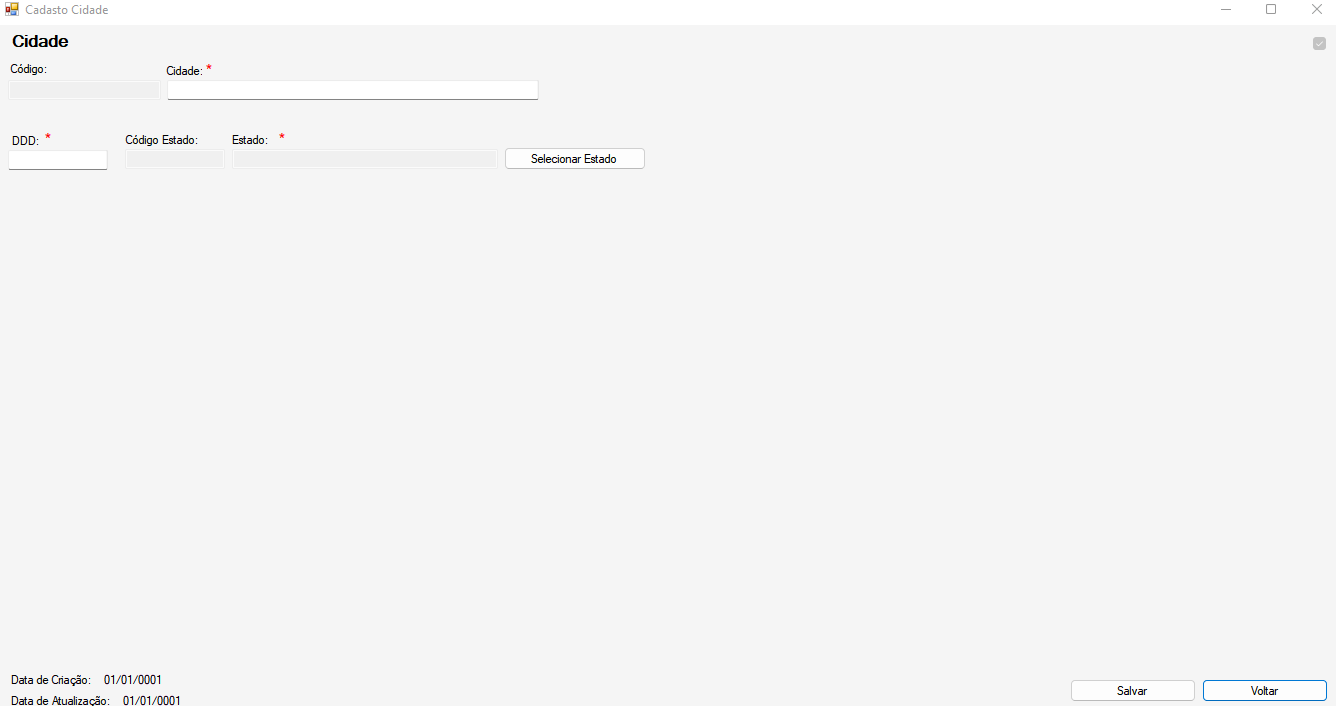 Cadasto Cidade
Cidade
Código:
Cidade: *
DDD: * Código Estado: Estado: *
Selecionar Estado
Data de Criação: 01/01/0001
Data de Atualização: 01/01/0001
Salvar Voltar